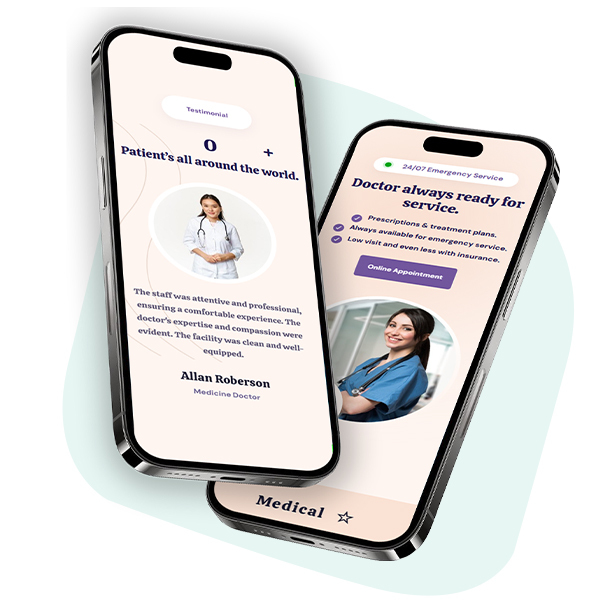 Testimonial
0 +
Patient's all around the world.
The staff was attentive and professional,
ensuring a comfortable experience. The
doctor's expertise and compassion were
evident. The facility was clean and well-
equipped.
Allan Roberson
Medicine Doctor
24/07 Emergency Service
Doctor always ready for
service.
Prescriptions & treatment plans.
Always available for emergency service.
Low visit and even less with insurance.
Online Appointment
Medical